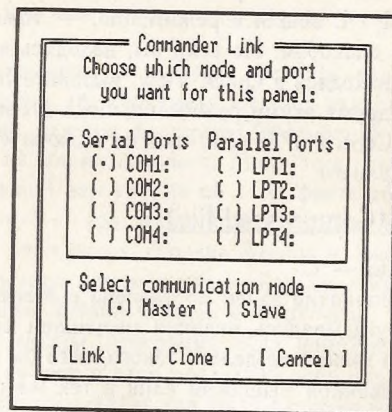 Commander Link
Choose which mode and port
you want for this panel:
Serial Ports Parallel Ports
(·) COM1: ( ) LPT1:
( ) COM2: ( ) LPT2:
( ) COM3: ( ) LPT3:
( ) COM4: ( ) LPT4:
Select communication mode
(·) Master ( ) Slave
[ Link ] [ Clone ] [ Cancel ]